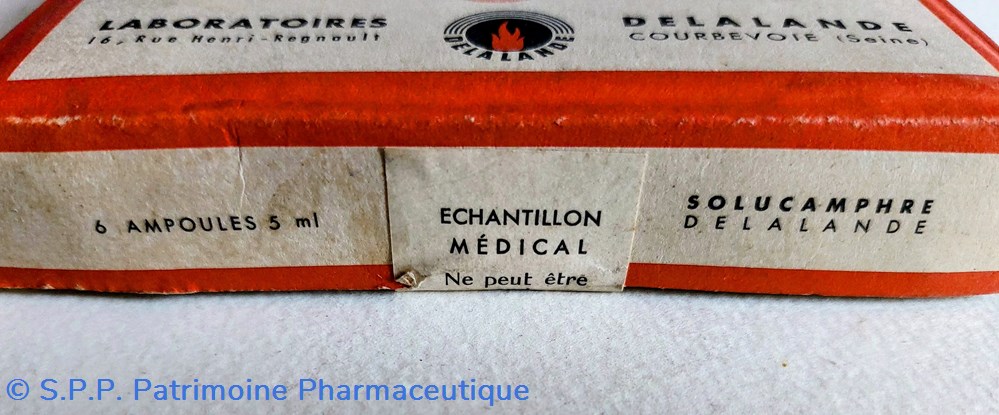 LABORATOIRES
16, Rue Henri-Regnault
DELALANDE
DELALANDE
COURBEVOIE (Seine)
6 AMPOULES 5 ml
ECHANTILLON
MÉDICAL
Ne peut être
SOLUCAMPHRE
DELALANDE
© S.P.P. Patrimoine Pharmaceutique